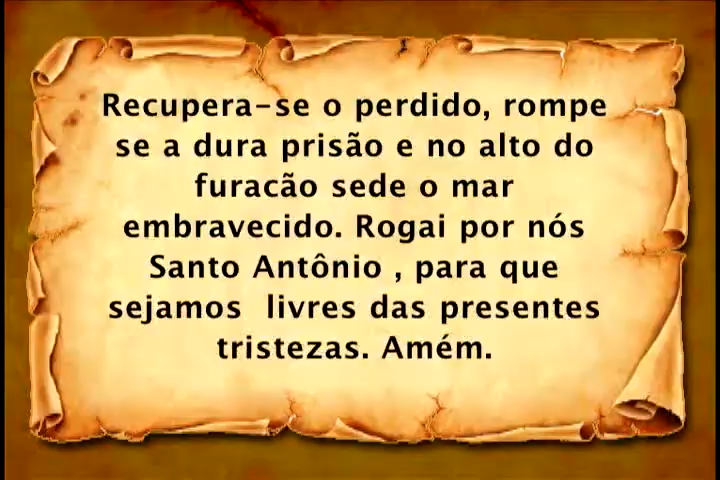 Recupera-se o perdido, rompe
se a dura prisão e no alto do
furacão sede o mar
embravecido. Rogai por nós
Santo Antônio , para que
sejamos  livres das presentes
tristezas. Amém.